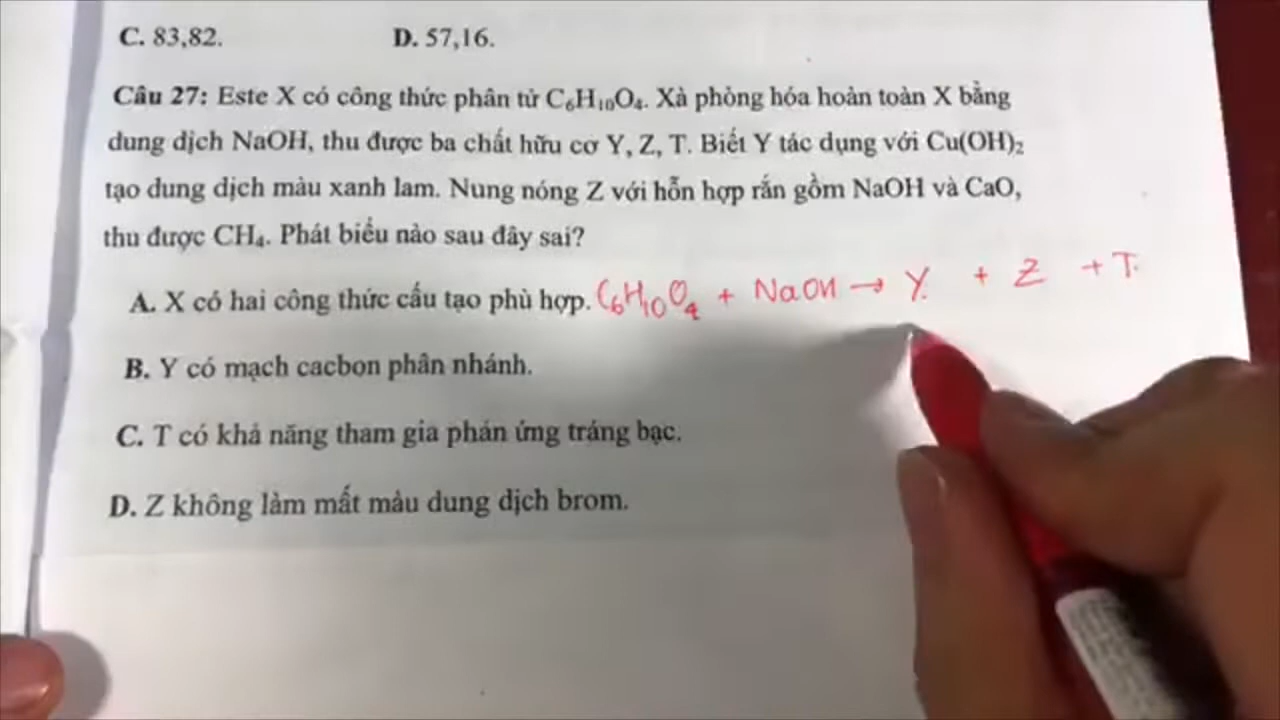 C. 83,82. D. 57,16.
Câu 27: Este X có công thức phân tử C₆H₁₀O₄. Xà phòng hóa hoàn toàn X bằng
dung dịch NaOH, thu được ba chất hữu cơ Y, Z, T. Biết Y tác dụng với Cu(OH)₂
tạo dung dịch màu xanh lam. Nung nóng Z với hỗn hợp rắn gồm NaOH và CaO,
thu được CH₄. Phát biểu nào sau đây sai?
A. X có hai công thức cấu tạo phù hợp. C₆H₁₀O₄ + NaOH → Y + Z + T
B. Y có mạch cacbon phân nhánh.
C. T có khả năng tham gia phản ứng tráng bạc.
D. Z không làm mất màu dung dịch brom.